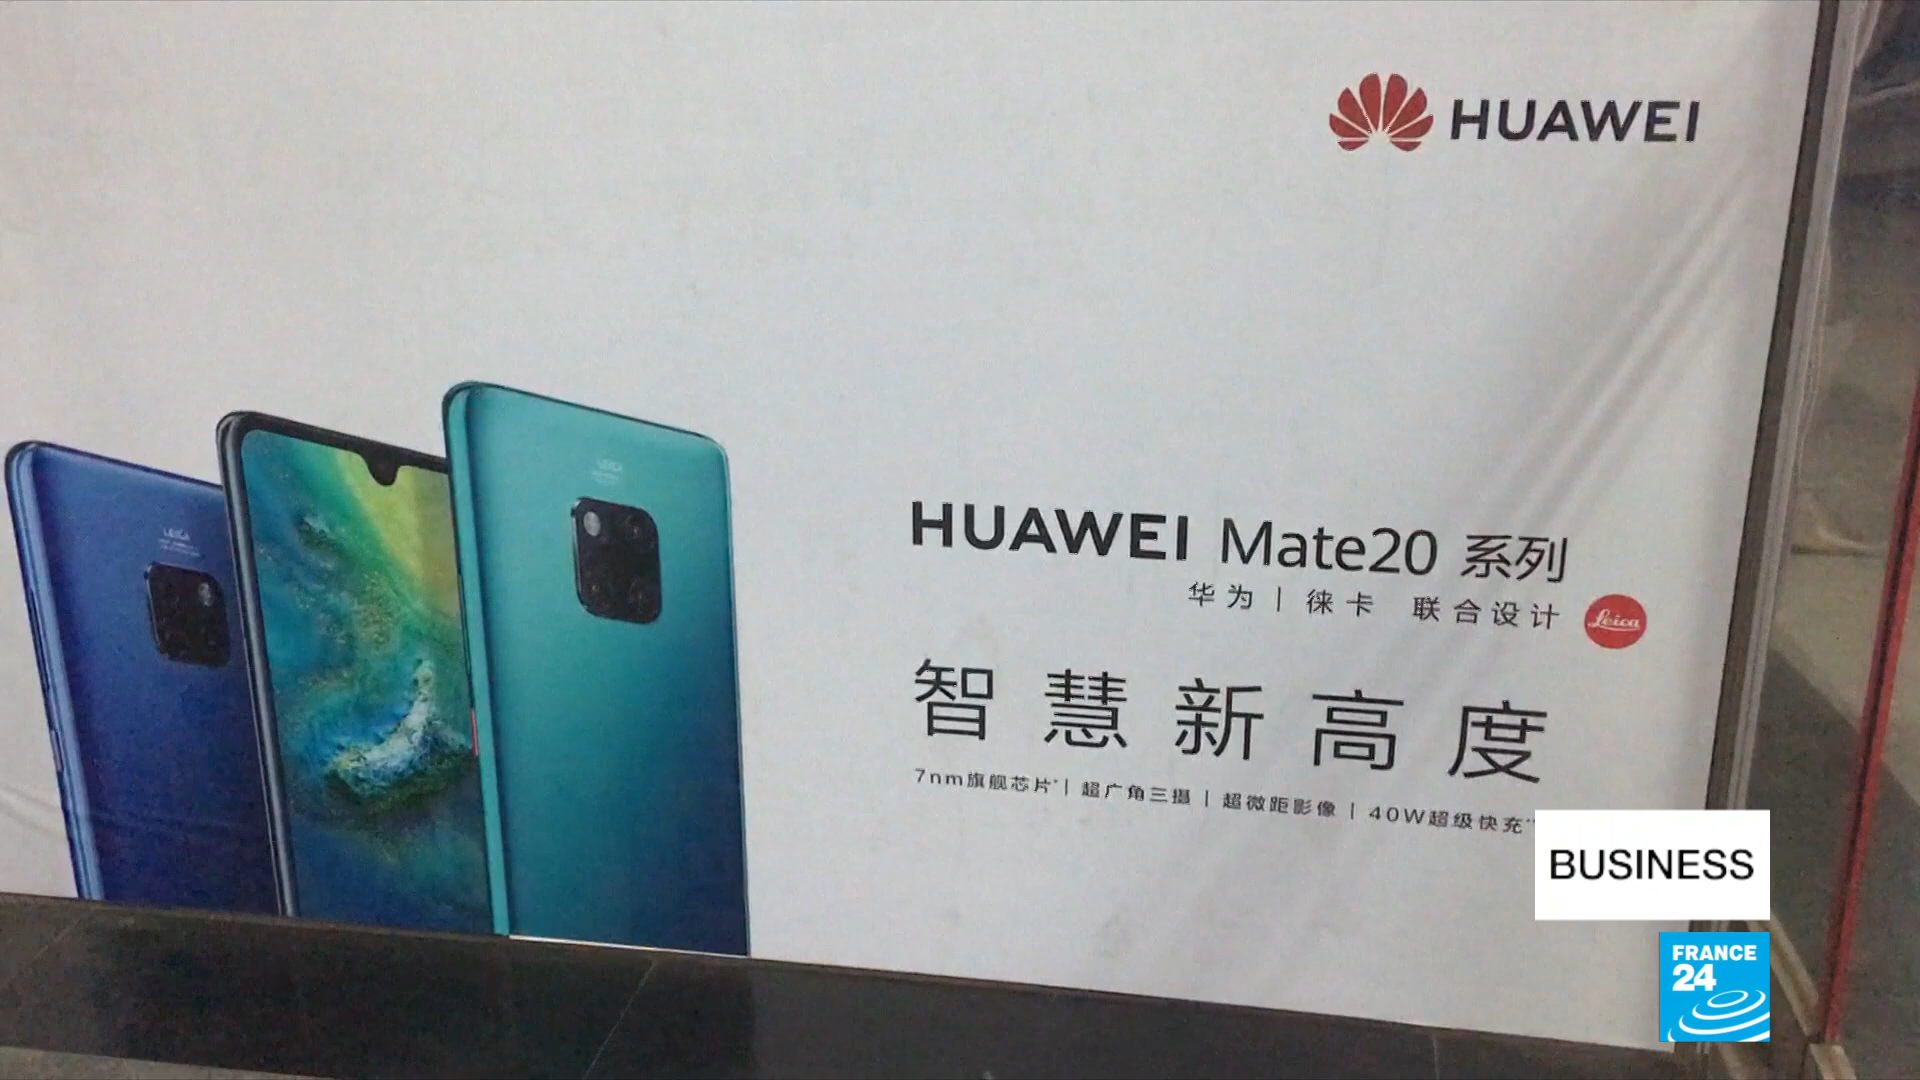 HUAWEI
LEICA
LEICA
HUAWEI Mate20 系列
华为 | 徕卡 联合设计
Leica
智慧新高度
7nm旗舰芯片* | 超广角三摄 | 超微距影像 | 40W超级快充**
BUSINESS
FRANCE
24